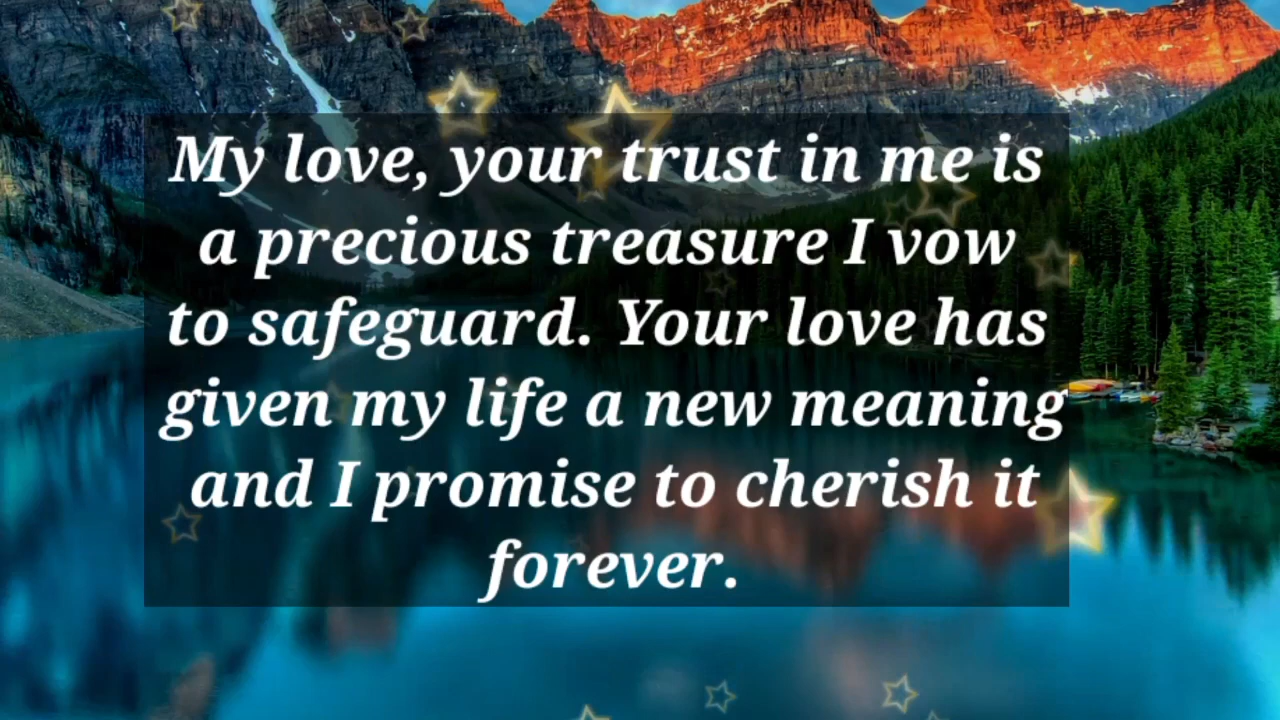 My love, your trust in me is
a precious treasure I vow
to safeguard. Your love has
given my life a new meaning
and I promise to cherish it
forever.